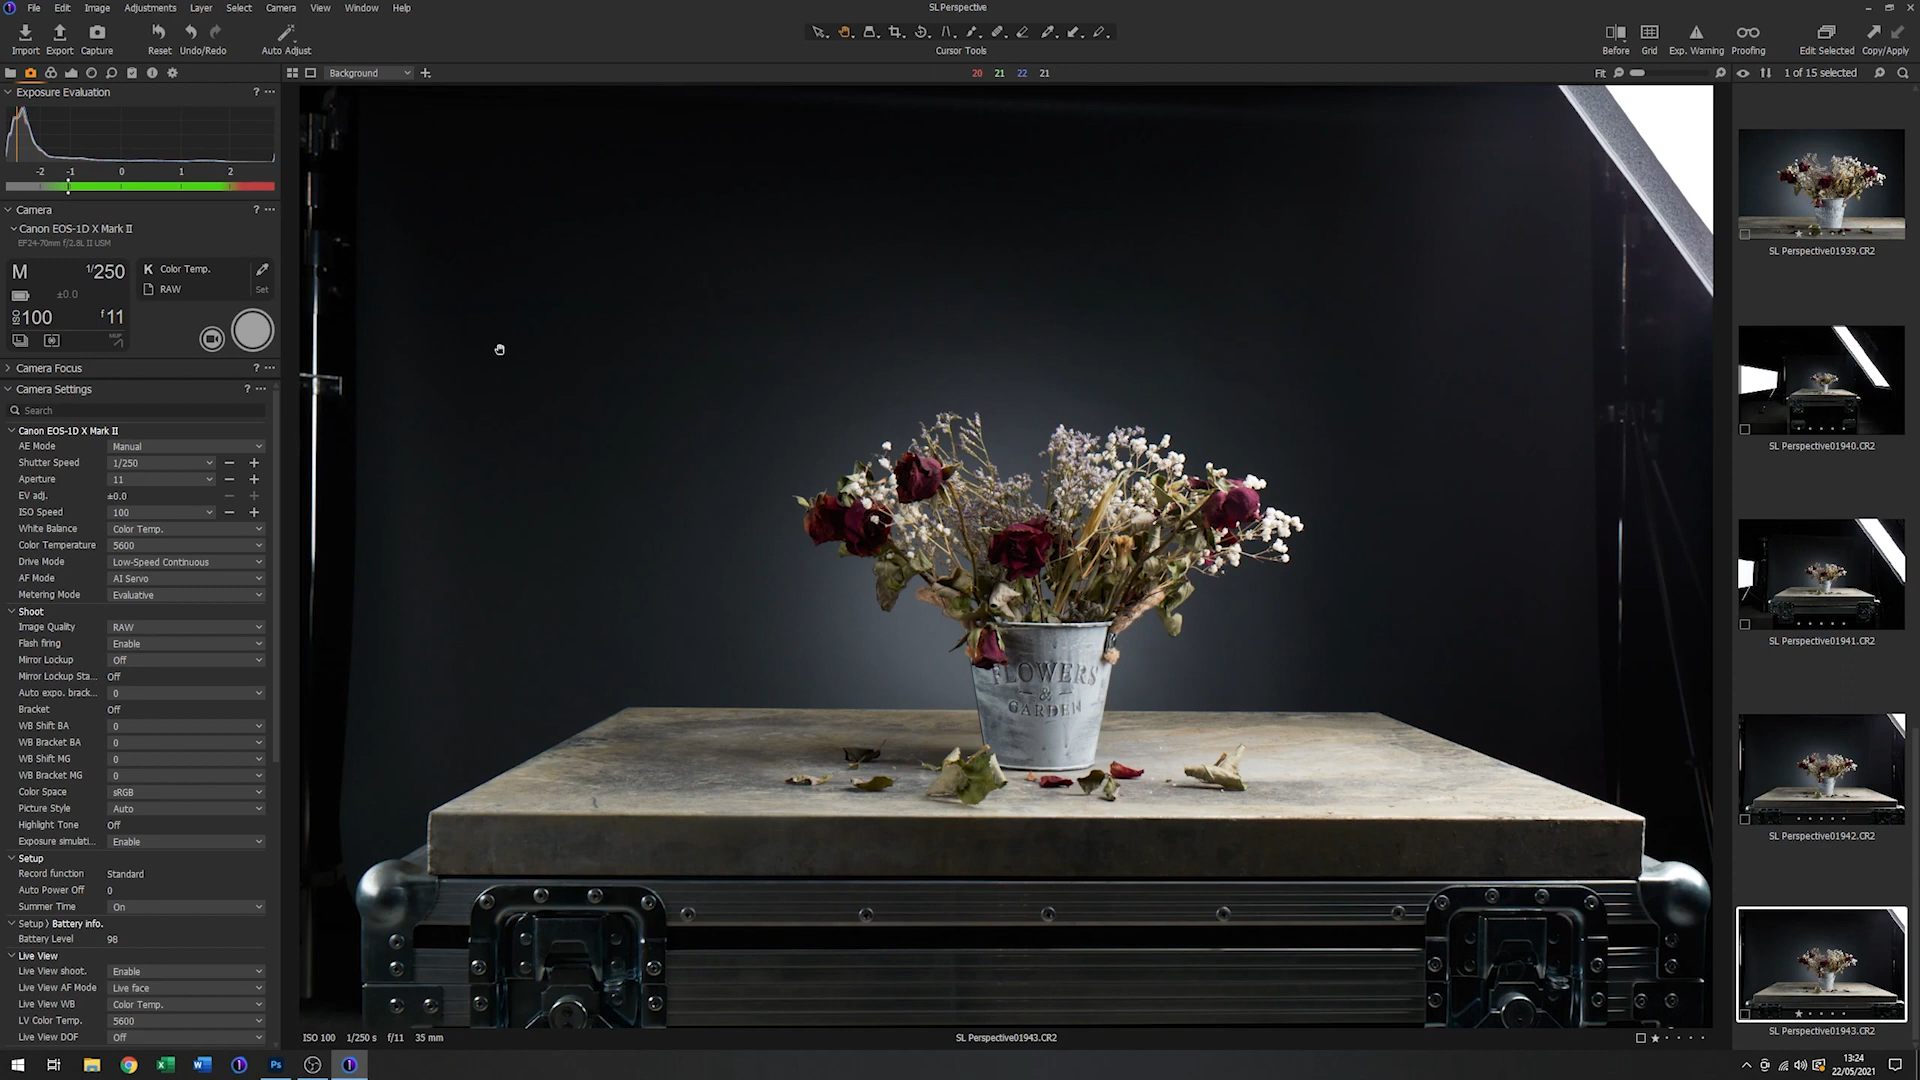 File Edit Image Adjustments Layer Select Camera View Window Help
SL Perspective
Import Export Capture Reset Undo/Redo Auto Adjust
Cursor Tools
Before Grid Exp. Warning Proofing Edit Selected Copy/Apply
Background
20 21 22 21
Fit
1 of 15 selected
Exposure Evaluation ?
-2 -1 0 1 2
Camera ?
Canon EOS-1D X Mark II
EF24-70mm f/2.8L II USM
M 1/250
±0.0
ISO 100 f 11
K Color Temp.
RAW Set
Camera Focus ?
Camera Settings ?
Search
Canon EOS-1D X Mark II
AE Mode Manual
Shutter Speed 1/250
Aperture 11
EV adj. ±0.0
ISO Speed 100
White Balance Color Temp.
Color Temperature 5600
Drive Mode Low-Speed Continuous
AF Mode AI Servo
Metering Mode Evaluative
Shoot
Image Quality RAW
Flash firing Enable
Mirror Lockup Off
Mirror Lockup Sta... Off
Auto expo. brack... 0
Bracket Off
WB Shift BA 0
WB Bracket BA 0
WB Shift MG 0
WB Bracket MG 0
Color Space sRGB
Picture Style Auto
Highlight Tone Off
Exposure simulati... Enable
Setup
Record function Standard
Auto Power Off 0
Summer Time On
Setup > Battery info.
Battery Level 98
Live View
Live View shoot. Enable
Live View AF Mode Live face
Live View WB Color Temp.
LV Color Temp. 5600
Live View DOF Off
FLOWERS
&
GARDEN
ISO 100 1/250 s f/11 35 mm
SL Perspective01943.CR2
SL Perspective01939.CR2
SL Perspective01940.CR2
SL Perspective01941.CR2
SL Perspective01942.CR2
SL Perspective01943.CR2
13:24
22/05/2021